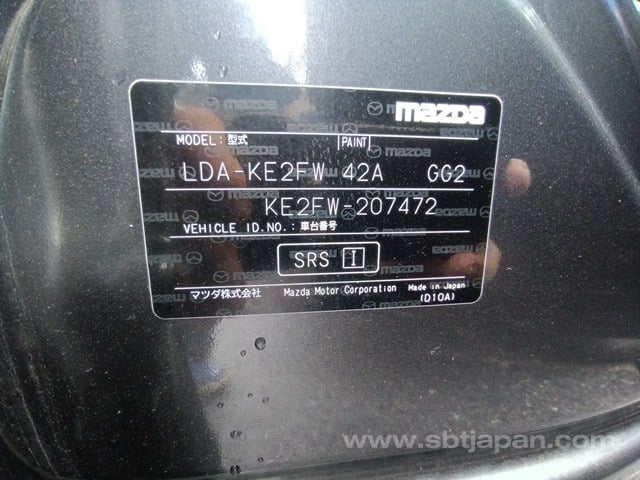 mazda
MODEL:型式 PAINT
LDA-KE2FW 42A GG2
KE2FW-207472
VEHICLE ID.NO.:車台番号
SRS I
マツダ株式会社 Mazda Motor Corporation Made in Japan
(D10A)
www.sbtjapan.com